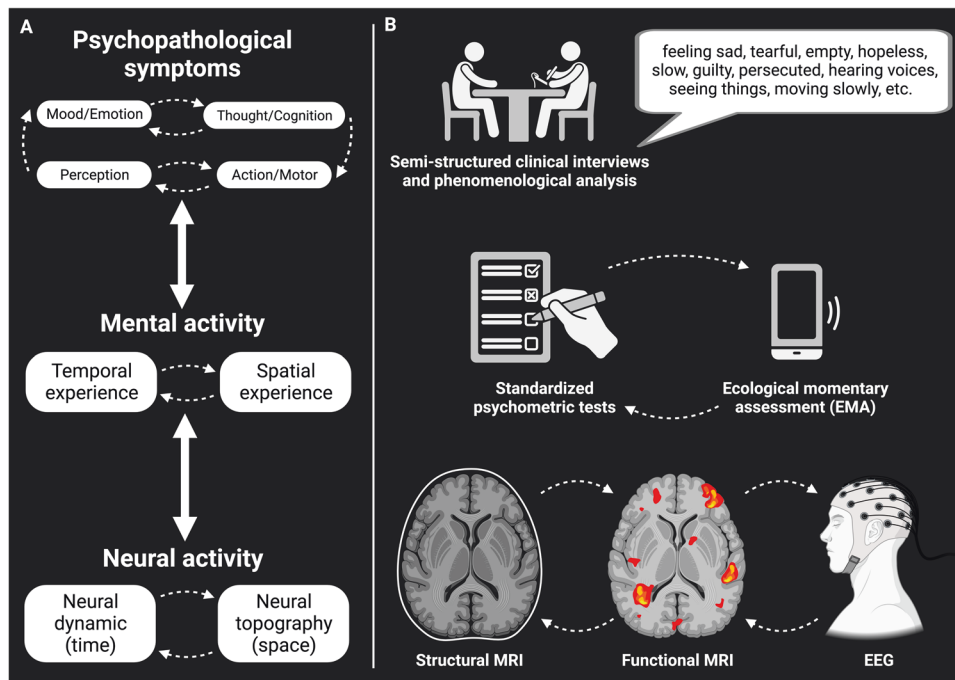 A
Psychopathological
symptoms
Mood/Emotion
Thought/Cognition
Perception
Action/Motor
Mental activity
Temporal
experience
Spatial
experience
Neural activity
Neural
dynamic
(time)
Neural
topography
(space)
B
feeling sad, tearful, empty, hopeless,
slow, guilty, persecuted, hearing voices,
seeing things, moving slowly, etc.
Semi-structured clinical interviews
and phenomenological analysis
Standardized
psychometric tests
Ecological momentary
assessment (EMA)
Structural MRI
Functional MRI
EEG